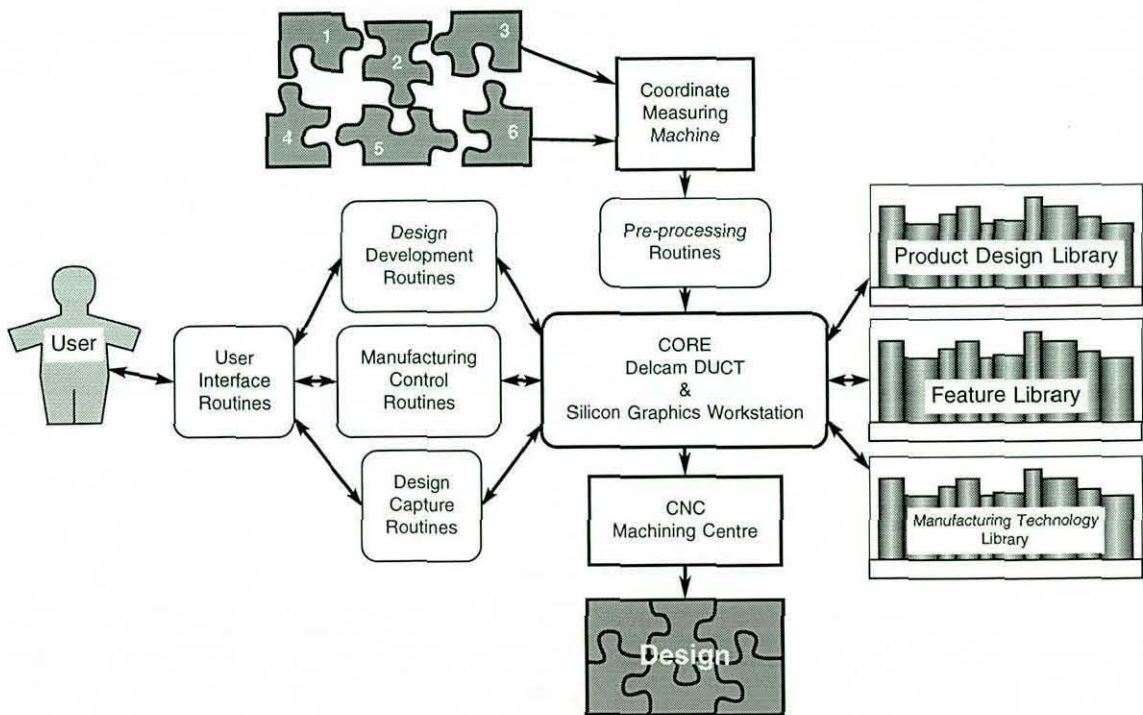 1
2
3
4
5
6
Coordinate
Measuring
Machine
Design
Development
Routines
Pre-processing
Routines
Product Design Library
User
User
Interface
Routines
Manufacturing
Control
Routines
CORE
Delcam DUCT
&
Silicon Graphics Workstation
Feature Library
Design
Capture
Routines
CNC
Machining Centre
Manufacturing Technology
Library
Design